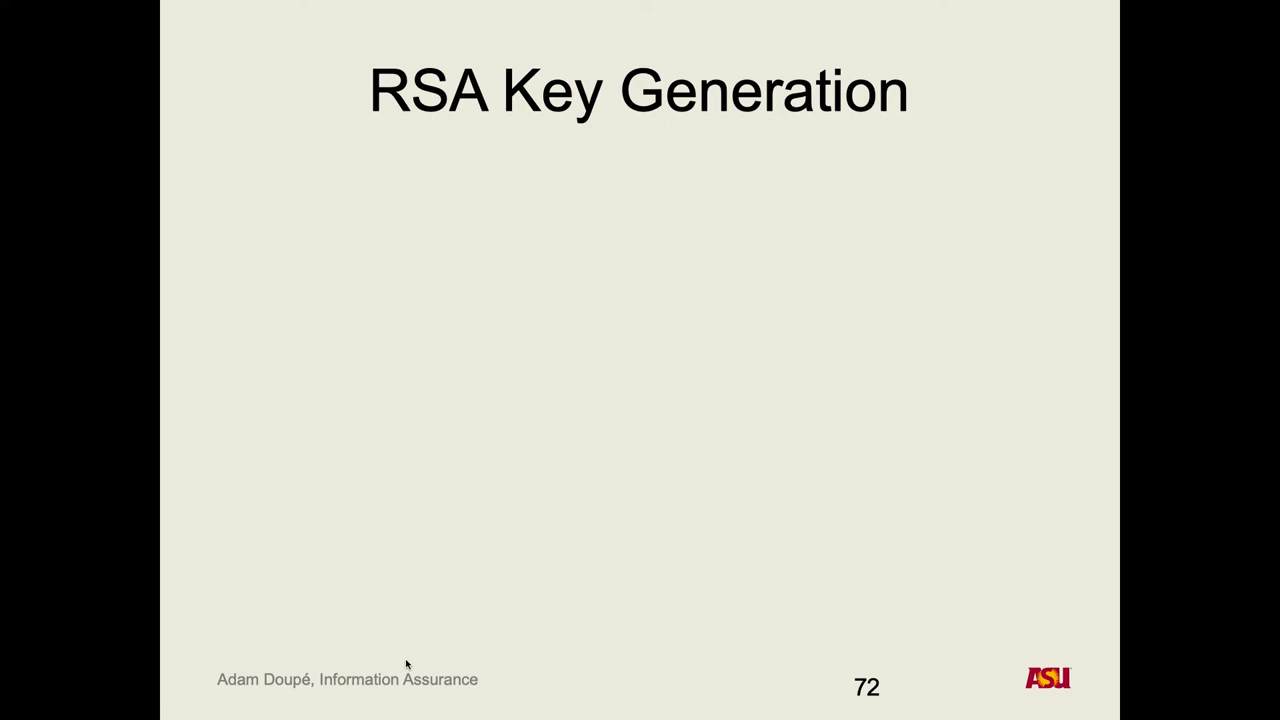 RSA Key Generation
Adam Doupé, Information Assurance
72
ASU